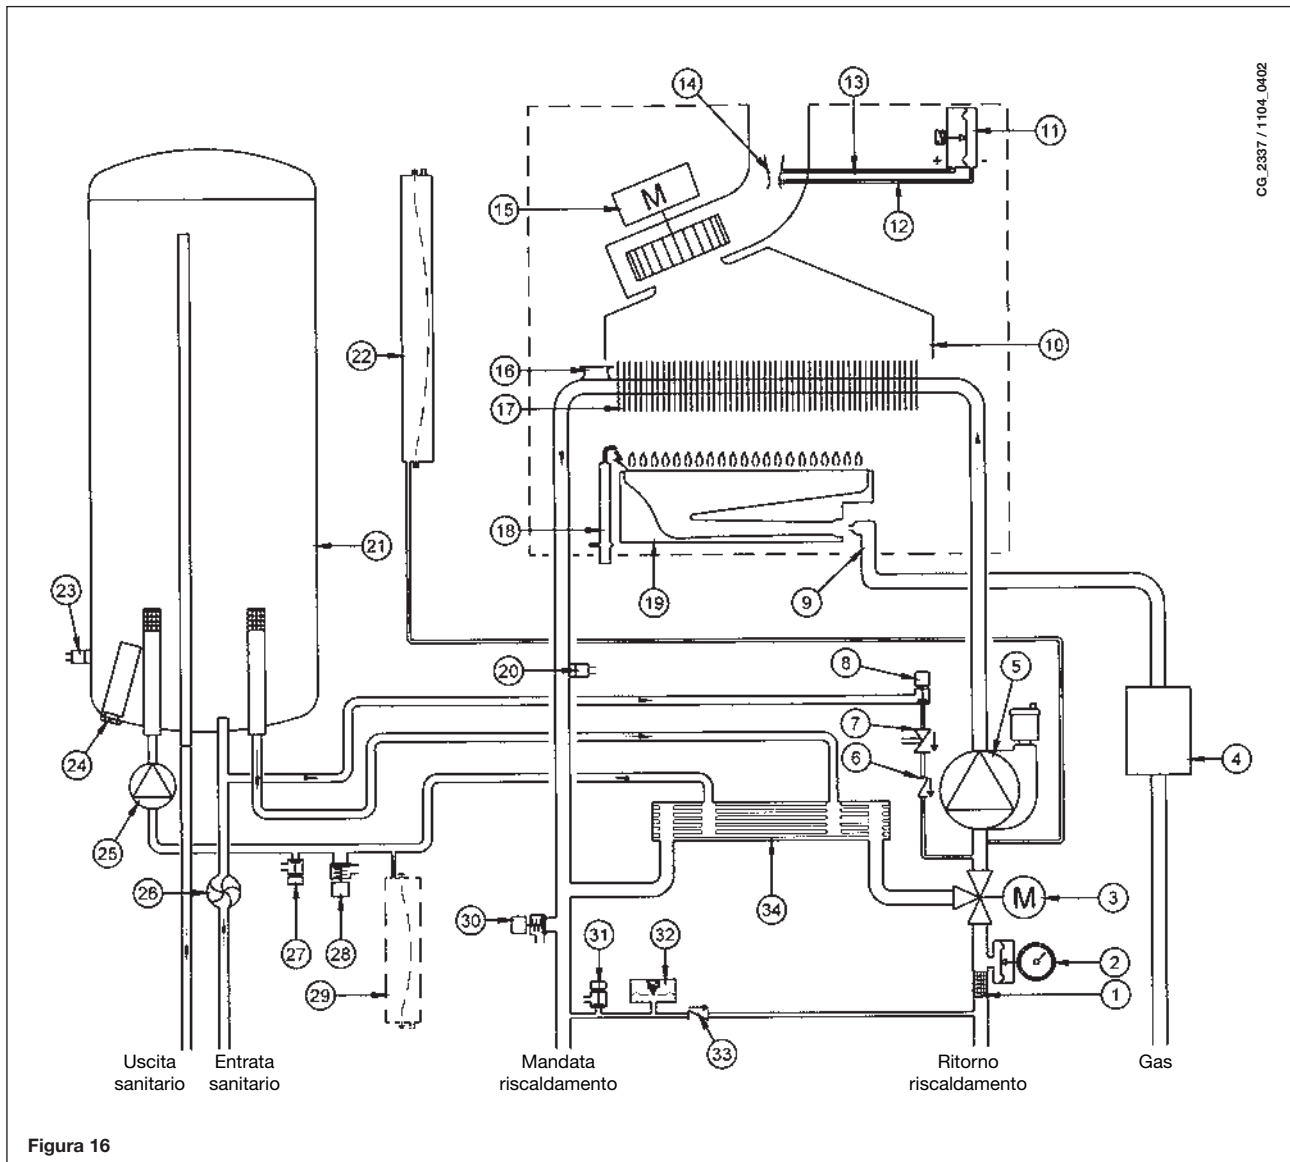 CG_2337 / 1104_0402
14
13
11
+
-
15
M
12
22
16
10
17
18
21
19
9
23
20
8
5
7
24
6
4
25
26
34
M
3
30
31
32
27
28
2
29
1
33
Uscita
sanitario
Entrata
sanitario
Mandata
riscaldamento
Ritorno
riscaldamento
Gas
Figura 16